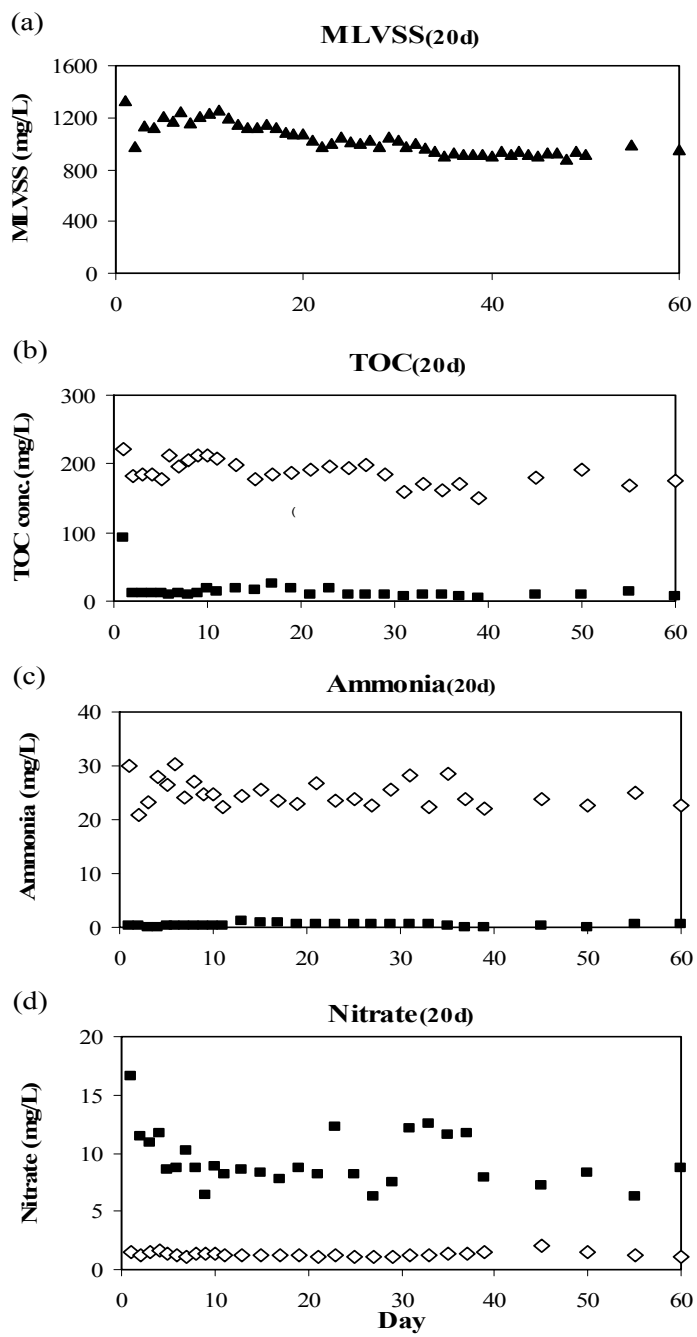 (a)
MLVSS(20d)
MLVSS (mg/L)
1600
1200
800
400
0
0 20 40 60
(b)
TOC(20d)
TOC conc.(mg/L)
300
200
100
0
(
0 10 20 30 40 50 60
(c)
Ammonia(20d)
Ammonia (mg/L)
40
30
20
10
0
0 10 20 30 40 50 60
(d)
Nitrate(20d)
Nitrate (mg/L)
20
15
10
5
0
0 10 20 30 40 50 60
Day